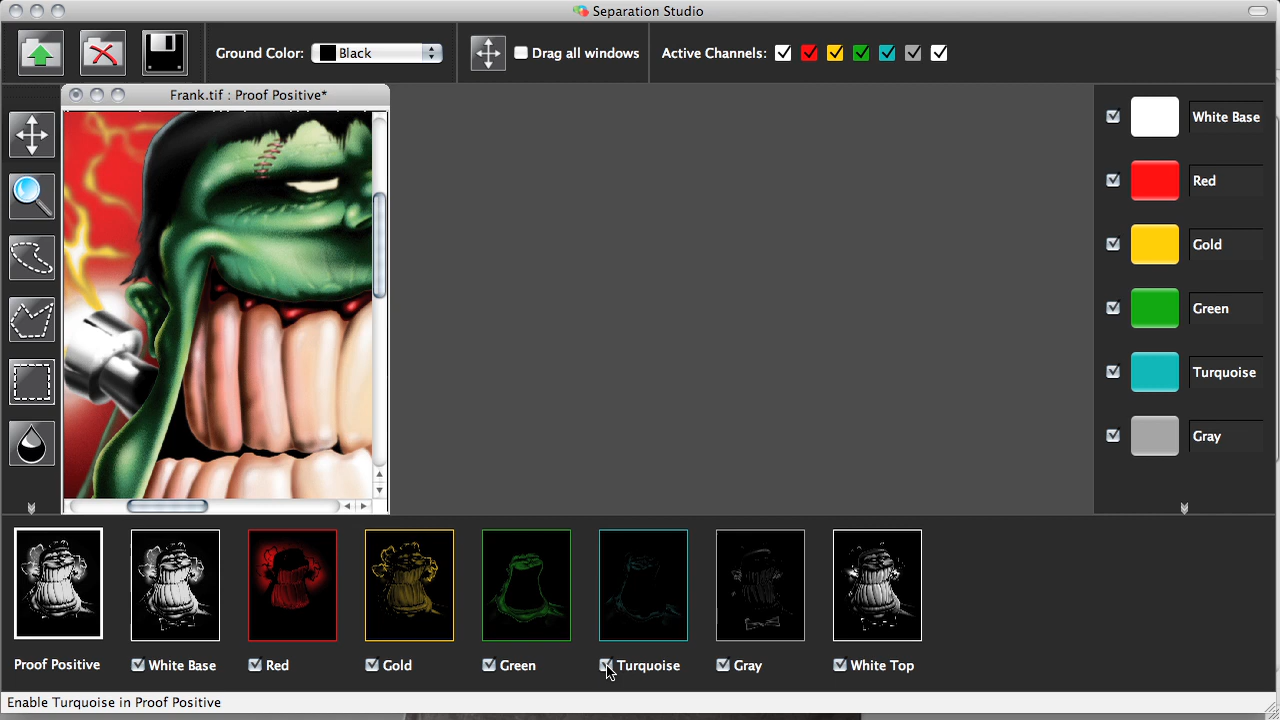 Separation Studio
Ground Color: Black
Drag all windows
Active Channels:
Frank.tif : Proof Positive*
White Base
Red
Gold
Green
Turquoise
Gray
Proof Positive
White Base
Red
Gold
Green
Turquoise
Gray
White Top
Enable Turquoise in Proof Positive